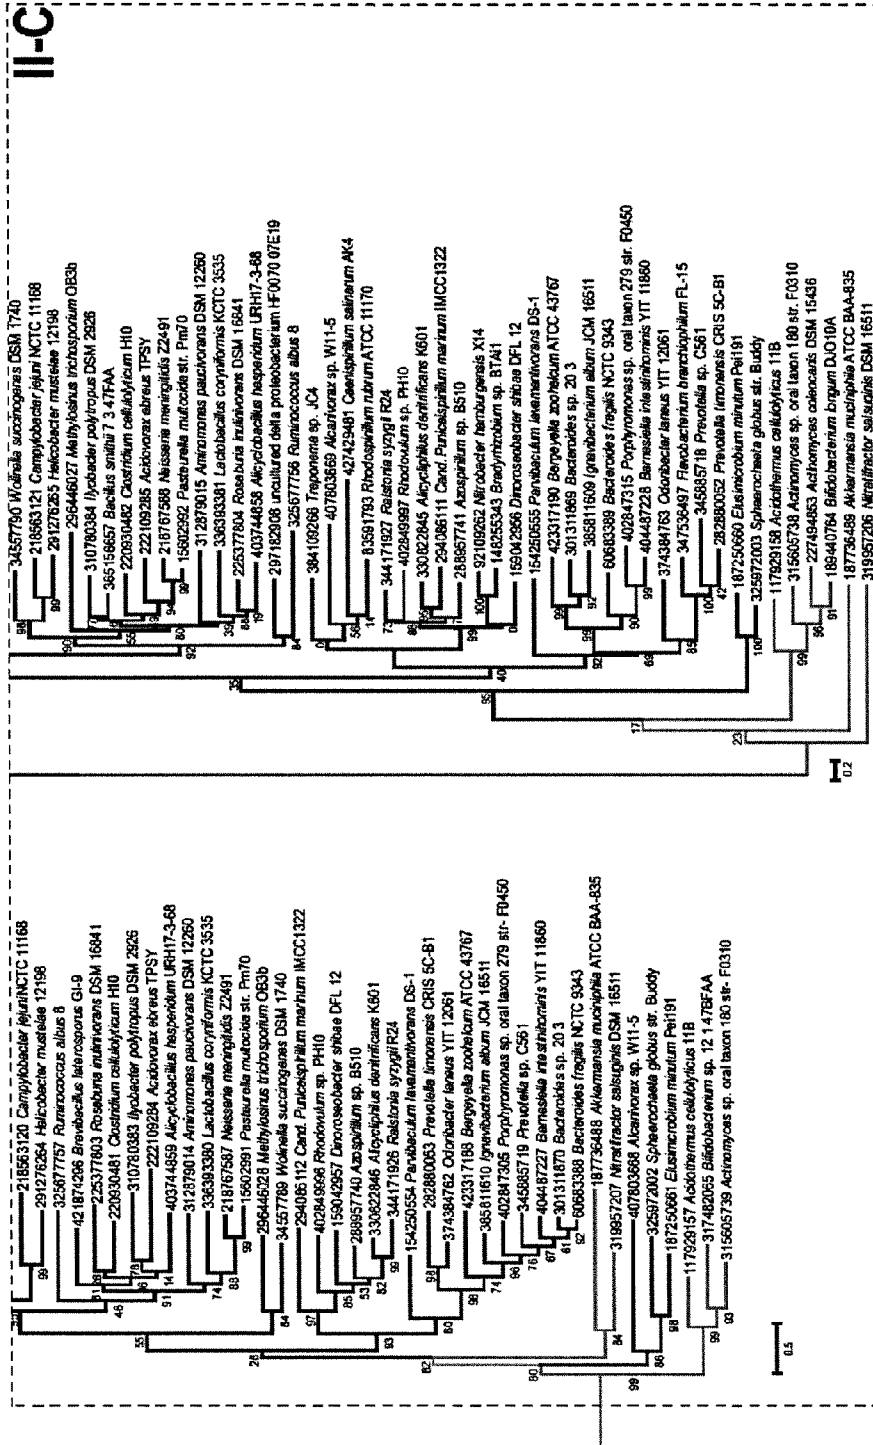 II-C
218563120 Campylobacter jejuni NCTC 11168
291276264 Helicobacter mustelae 12198
325677757 Ruminococcus albus 8
421874296 Brevibacillus laterosporus GI-9
225377803 Roseburia inulinivorans DSM 16841
220930481 Clostridium cellulolyticum H10
310780383 Ilyobacter polytropus DSM 2926
222109284 Acidovorax ebreus TPSY
403744859 Alicyclobacillus hesperidum URH17-3-68
312879014 Aminomonas paucivorans DSM 12260
336393380 Lactobacillus coryniformis KCTC 3535
218767587 Neisseria meningitidis Z2491
15602991 Pasteurella multocida str. Pm70
296446028 Methylosinus trichosporium OB3b
34557789 Wolinella succinogenes DSM 1740
294086112 Cand. Puniceispirillum marinum IMCC1322
402849996 Rhodovulum sp. PH10
159042957 Dinoroseobacter shibae DFL 12
288957740 Azospirillum sp. B510
330822846 Alicycliphilus denitrificans K601
344171926 Ralstonia syzygii R24
154250554 Parvibaculum lavamentivorans DS-1
282880053 Prevotella timonensis CRIS 5C-B1
374384762 Odoribacter laneus YIT 12061
423317188 Bergeyella zoohelcum ATCC 43767
385811610 Ignavibacterium album JCM 16511
402847305 Porphyromonas sp. oral taxon 279 str- F0450
345885719 Prevotella sp. C561
404487227 Barnesiella intestinihominis YIT 11860
301311870 Bacteroides sp. 20 3
60683388 Bacteroides fragilis NCTC 9343
187736488 Akkermansia muciniphila ATCC BAA-835
319957207 Nitratifractor salsuginis DSM 16511
407803668 Alcanivorax sp. W11-5
325972002 Sphaerochaeta globus str. Buddy
187250661 Elusimicrobium minutum Pei191
117929157 Acidothermus cellulolyticus 11B
317482065 Bifidobacterium sp. 12 1 47BFAA
315605739 Actinomyces sp. oral taxon 180 str- F0310
0.5
34557790 Wolinella succinogenes DSM 1740
218563121 Campylobacter jejuni NCTC 11168
291276265 Helicobacter mustelae 12198
296446027 Methylosinus trichosporium OB3b
310780384 Ilyobacter polytropus DSM 2926
365156657 Bacillus smithii 7 3 47FAA
220930482 Clostridium cellulolyticum H10
222109285 Acidovorax ebreus TPSY
218767588 Neisseria meningitidis Z2491
15602992 Pasteurella multocida str. Pm70
312879015 Aminomonas paucivorans DSM 12260
336393381 Lactobacillus coryniformis KCTC 3535
225377804 Roseburia inulinivorans DSM 16841
403744858 Alicyclobacillus hesperidum URH17-3-68
297182908 uncultured delta proteobacterium HF0070 07E19
325677756 Ruminococcus albus 8
384109266 Treponema sp. JC4
407803669 Alcanivorax sp. W11-5
427429481 Caenispirillum salinarum AK4
83591793 Rhodospirillum rubrum ATCC 11170
344171927 Ralstonia syzygii R24
402849997 Rhodovulum sp. PH10
330822845 Alicycliphilus denitrificans K601
294086111 Cand. Puniceispirillum marinum IMCC1322
288957741 Azospirillum sp. B510
92109262 Nitrobacter hamburgensis X14
148255343 Bradyrhizobium sp. BTAi1
159042956 Dinoroseobacter shibae DFL 12
154250555 Parvibaculum lavamentivorans DS-1
423317190 Bergeyella zoohelcum ATCC 43767
301311869 Bacteroides sp. 20 3
385811609 Ignavibacterium album JCM 16511
60683389 Bacteroides fragilis NCTC 9343
402847315 Porphyromonas sp. oral taxon 279 str. F0450
404487228 Barnesiella intestinihominis YIT 11860
374384763 Odoribacter laneus YIT 12061
347536497 Flavobacterium branchiophilum FL-15
345885718 Prevotella sp. C561
282880052 Prevotella timonensis CRIS 5C-B1
187250660 Elusimicrobium minutum Pei191
325972003 Sphaerochaeta globus str. Buddy
117929158 Acidothermus cellulolyticus 11B
315605738 Actinomyces sp. oral taxon 180 str. F0310
227494853 Actinomyces coleocanis DSM 15436
189440764 Bifidobacterium longum DJO10A
187736489 Akkermansia muciniphila ATCC BAA-835
319957206 Nitratifractor salsuginis DSM 16511
0.2